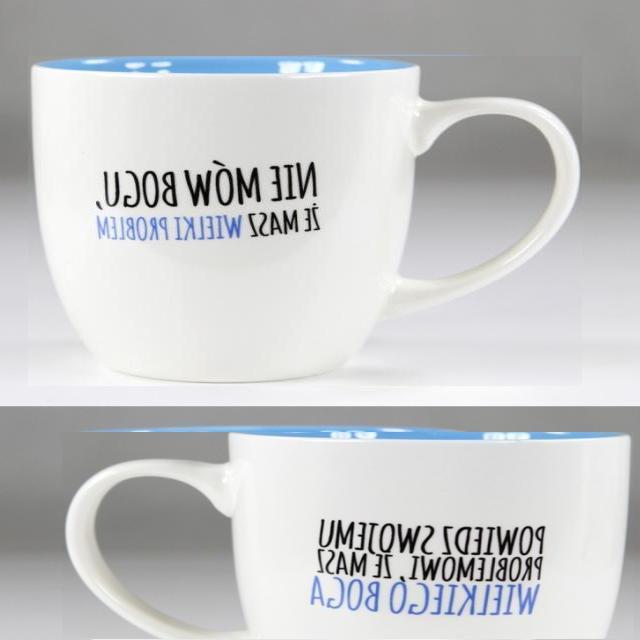 NIE MÓW BOGU,
ŻE MASZ WIELKI PROBLEM
POWIEDZ SWOJEMU
PROBLEMOWI, ŻE MASZ
WIELKIEGO BOGA